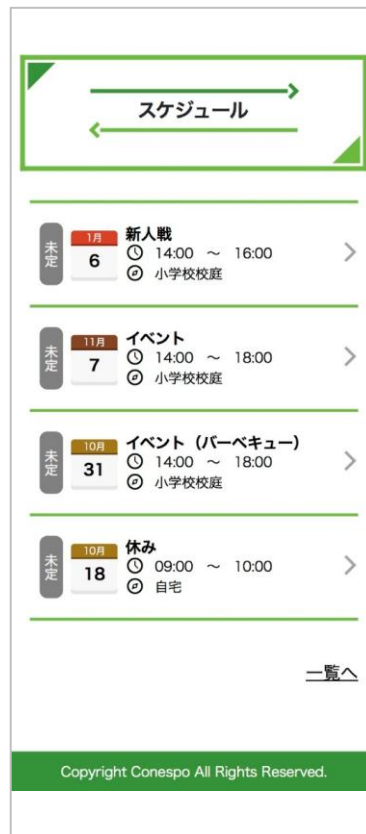 スケジュール
未定
1月
6
新人戦
14:00 ～ 16:00
小学校校庭
未定
11月
7
イベント
14:00 ～ 18:00
小学校校庭
未定
10月
31
イベント（バーベキュー）
14:00 ～ 18:00
小学校校庭
未定
10月
18
休み
09:00 ～ 10:00
自宅
一覧へ
Copyright Conespo All Rights Reserved.